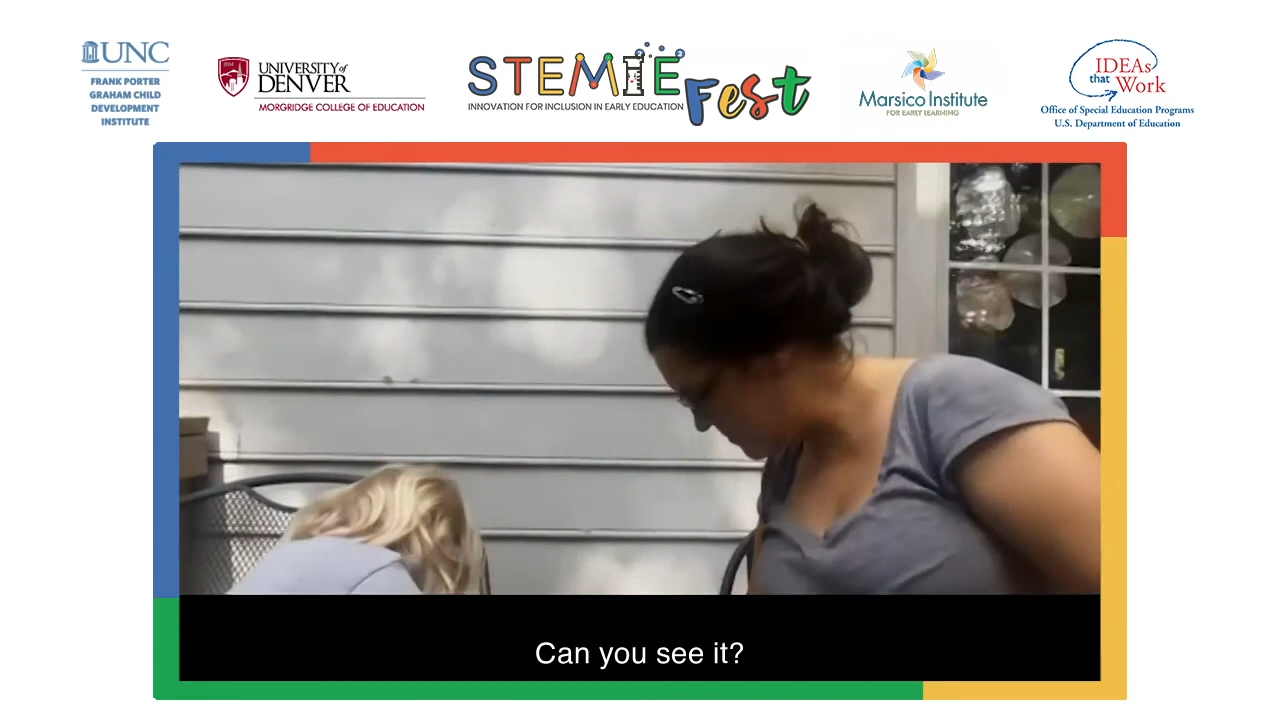 UNC
FRANK PORTER
GRAHAM CHILD
DEVELOPMENT
INSTITUTE
UNIVERSITY of
DENVER
MORGRIDGE COLLEGE OF EDUCATION
STEMIE Fest
INNOVATION FOR INCLUSION IN EARLY EDUCATION
Marsico Institute
FOR EARLY LEARNING
IDEAs
that Work
Office of Special Education Programs
U.S. Department of Education
Can you see it?